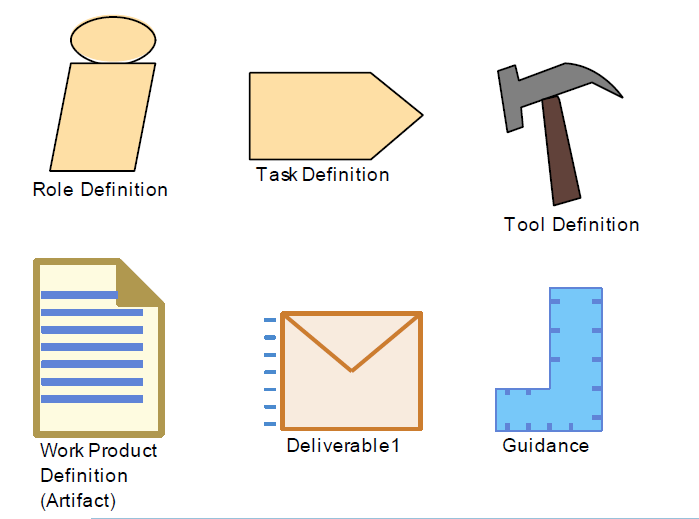 Role Definition
Task Definition
Tool Definition
Work Product
Definition
(Artifact)
Deliverable1
Guidance